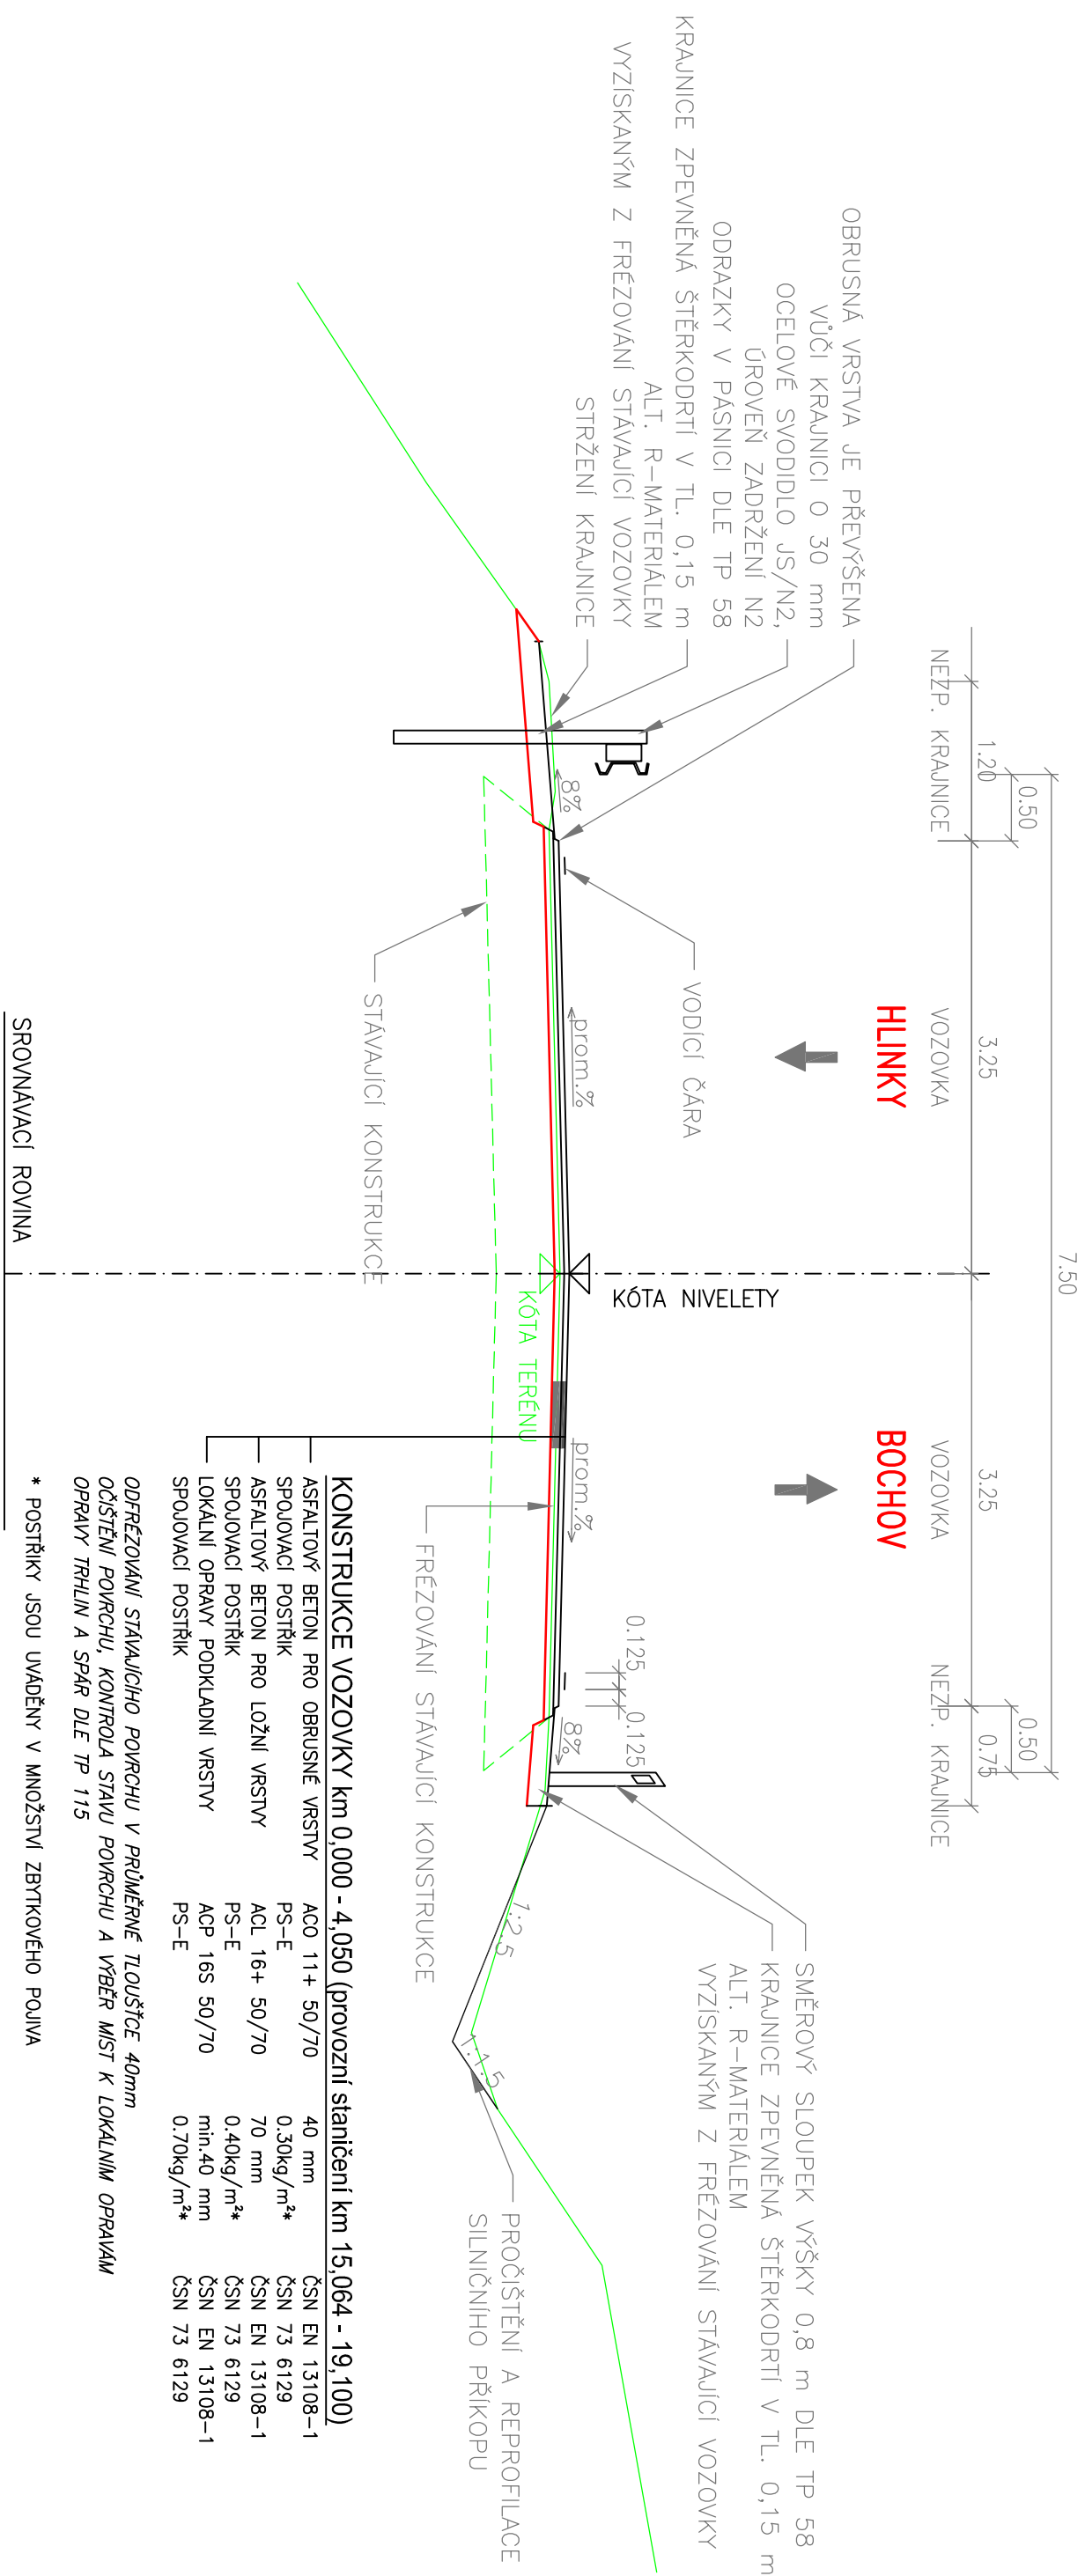 7.50
0.50
0.50
1.20
3.25
3.25
0.75
NEZP. KRAJNICE
VOZOVKA
VOZOVKA
NEZP. KRAJNICE
HLINKY
BOCHOV
OBRUSNÁ VRSTVA JE PŘEVÝŠENA
VŮČI KRAJNICI O 30 mm
OCELOVÉ SVODIDLO JS/N2,
ÚROVEŇ ZADRŽENÍ N2
ODRAZKY V PÁSNICI DLE TP 58
KRAJNICE ZPEVNĚNÁ ŠTĚRKODRTÍ V TL. 0,15 m
ALT. R-MATERIÁLEM
VYZÍSKANÝM Z FRÉZOVÁNÍ STÁVAJÍCÍ VOZOVKY
STRŽENÍ KRAJNICE
VODÍCÍ ČÁRA
KÓTA NIVELETY
0.125
0.125
SMĚROVÝ SLOUPEK VÝŠKY 0,8 m DLE TP 58
KRAJNICE ZPEVNĚNÁ ŠTĚRKODRTÍ V TL. 0,15 m
ALT. R-MATERIÁLEM
VYZÍSKANÝM Z FRÉZOVÁNÍ STÁVAJÍCÍ VOZOVKY
8%
prom.%
prom.%
8%
KÓTA TERÉNU
1:2.5
1:1.5
PROČIŠTĚNÍ A REPROFILACE
SILNIČNÍHO PŘÍKOPU
STÁVAJÍCÍ KONSTRUKCE
FRÉZOVÁNÍ STÁVAJÍCÍ KONSTRUKCE
KONSTRUKCE VOZOVKY km 0,000 - 4,050 (provozní staničení km 15,064 - 19,100)
ASFALTOVÝ BETON PRO OBRUSNÉ VRSTVY ACO 11+ 50/70 40 mm ČSN EN 13108-1
SPOJOVACÍ POSTŘIK PS-E 0.30kg/m²* ČSN 73 6129
ASFALTOVÝ BETON PRO LOŽNÍ VRSTVY ACL 16+ 50/70 70 mm ČSN EN 13108-1
SPOJOVACÍ POSTŘIK PS-E 0.40kg/m²* ČSN 73 6129
LOKÁLNÍ OPRAVY PODKLADNÍ VRSTVY ACP 16S 50/70 min.40 mm ČSN EN 13108-1
SPOJOVACÍ POSTŘIK PS-E 0.70kg/m²* ČSN 73 6129
ODFRÉZOVÁNÍ STÁVAJÍCÍHO POVRCHU V PRŮMĚRNÉ TLOUŠŤCE 40mm
OČIŠTĚNÍ POVRCHU, KONTROLA STAVU POVRCHU A VÝBĚR MÍST K LOKÁLNÍM OPRAVÁM
OPRAVY TRHLIN A SPÁR DLE TP 115
* POSTŘIKY JSOU UVÁDĚNY V MNOŽSTVÍ ZBYTKOVÉHO POJIVA
SROVNÁVACÍ ROVINA